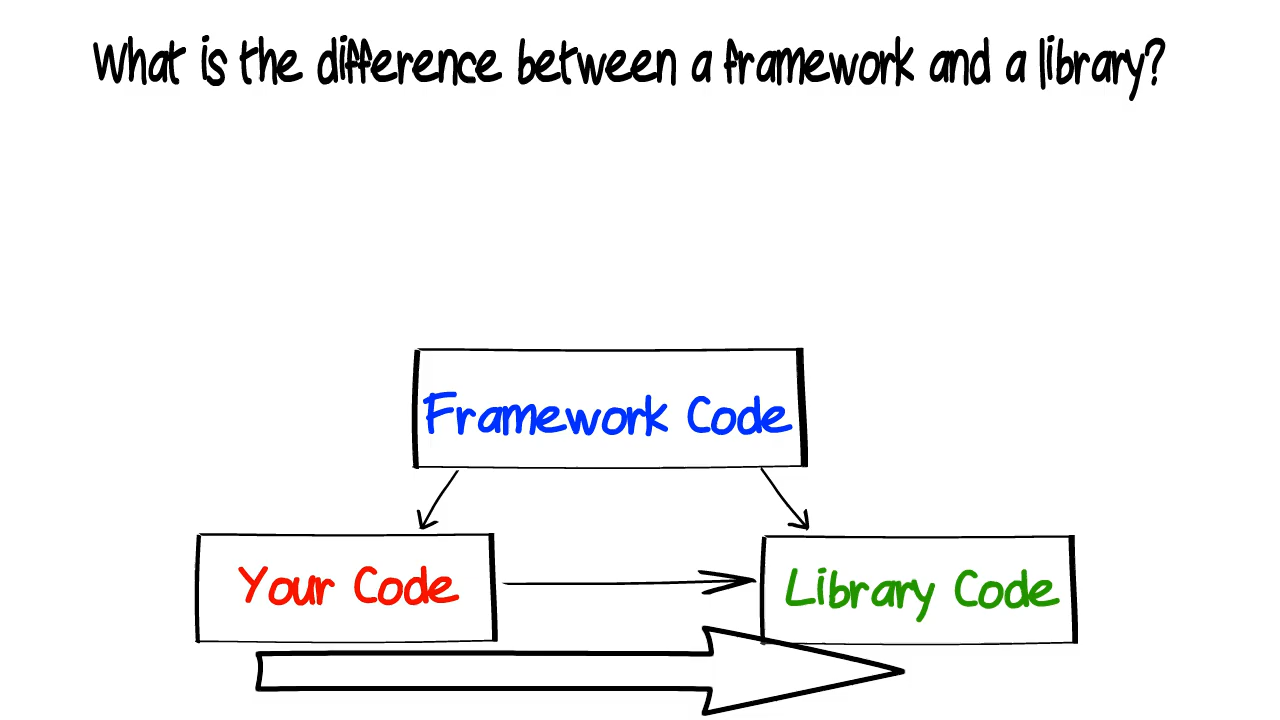 What is the difference between a framework and a library?
Framework Code
Your Code
Library Code